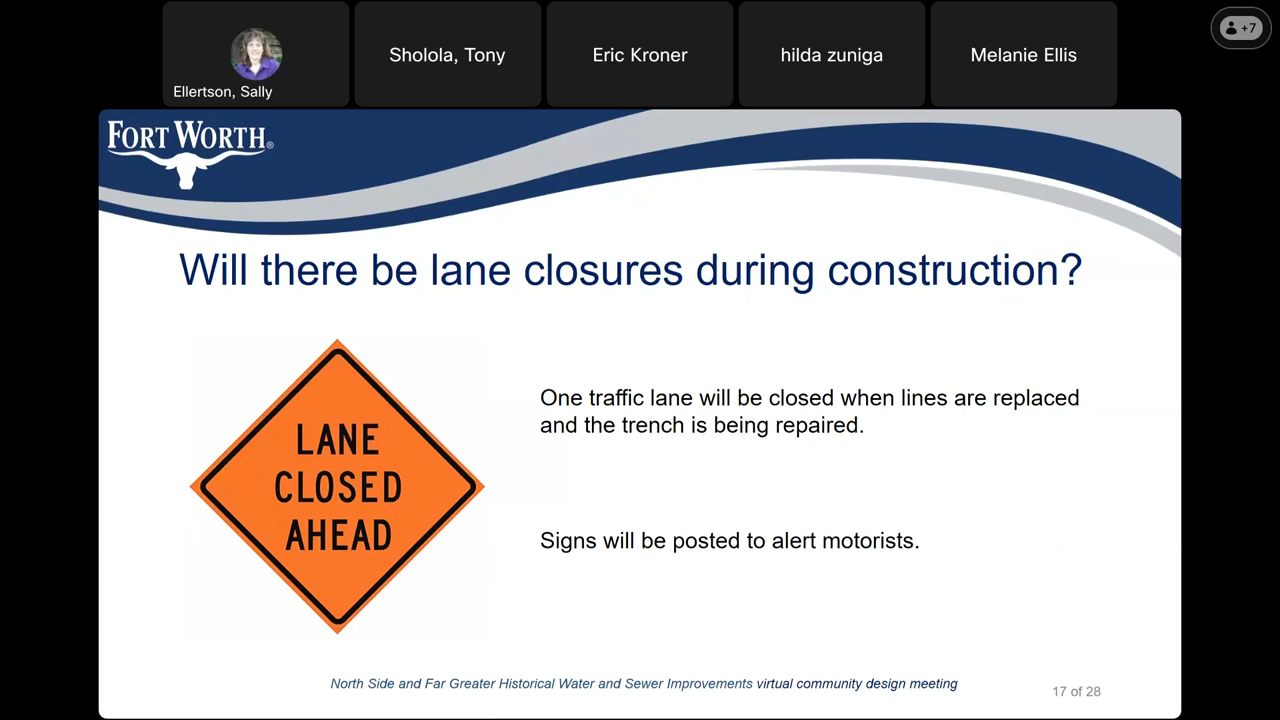 Ellertson, Sally
Sholola, Tony
Eric Kroner
hilda zuniga
Melanie Ellis
+7
FORT WORTH®
Will there be lane closures during construction?
LANE
CLOSED
AHEAD
One traffic lane will be closed when lines are replaced
and the trench is being repaired.
Signs will be posted to alert motorists.
North Side and Far Greater Historical Water and Sewer Improvements virtual community design meeting
17 of 28